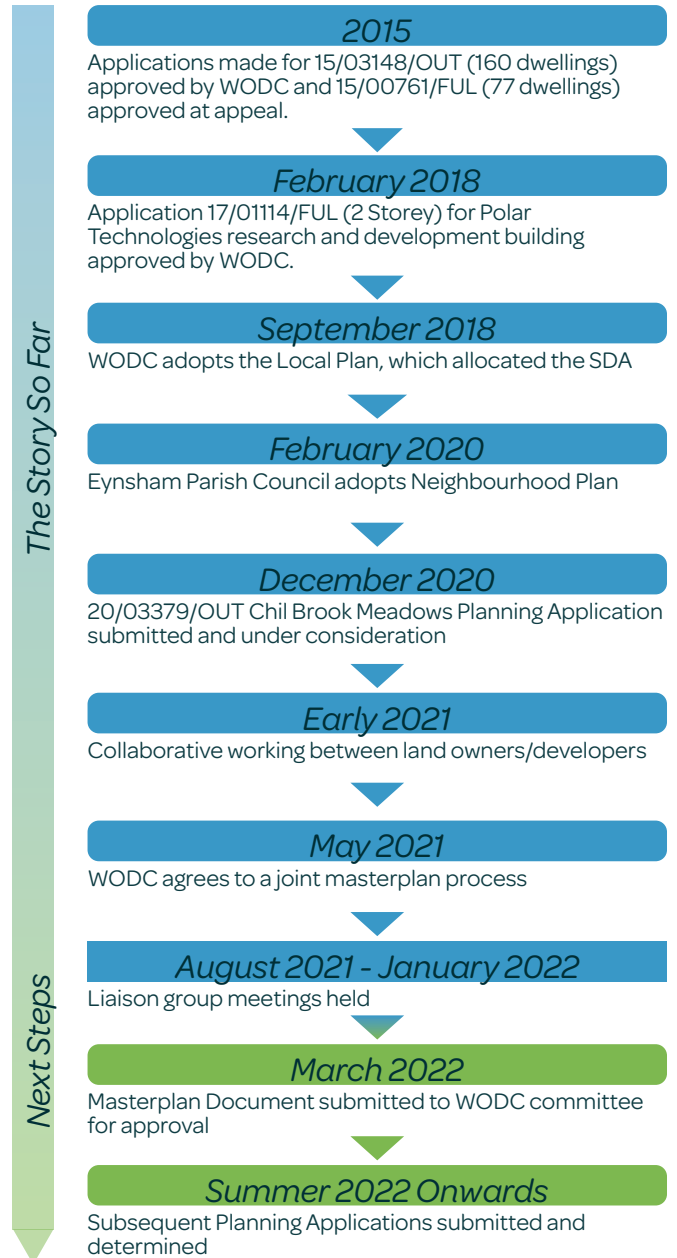 2015
Applications made for 15/03148/OUT (160 dwellings)
approved by WODC and 15/00761/FUL (77 dwellings)
approved at appeal.
February 2018
Application 17/01114/FUL (2 Storey) for Polar
Technologies research and development building
approved by WODC.
September 2018
WODC adopts the Local Plan, which allocated the SDA
The Story So Far
February 2020
Eynsham Parish Council adopts Neighbourhood Plan
December 2020
20/03379/OUT Chil Brook Meadows Planning Application
submitted and under consideration
Early 2021
Collaborative working between land owners/developers
May 2021
WODC agrees to a joint masterplan process
August 2021 - January 2022
Liaison group meetings held
Next Steps
March 2022
Masterplan Document submitted to WODC committee
for approval
Summer 2022 Onwards
Subsequent Planning Applications submitted and
determined